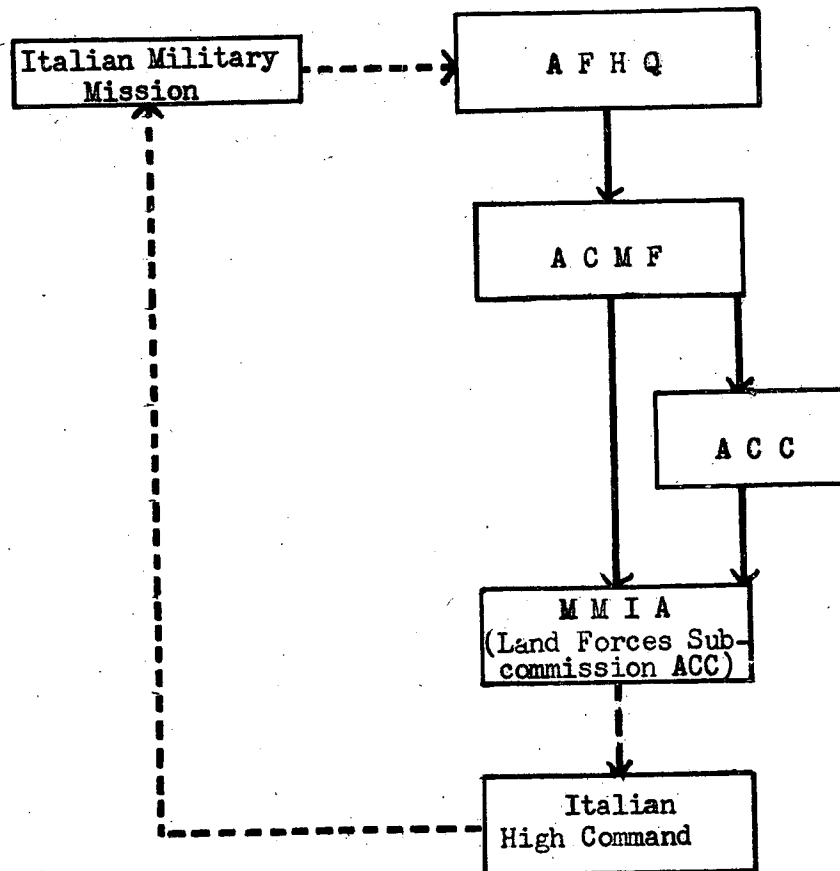 Italian Military
Mission
A F H Q
A C M F
A C C
M M I A
(Land Forces Sub-
commission ACC)
Italian
High Command